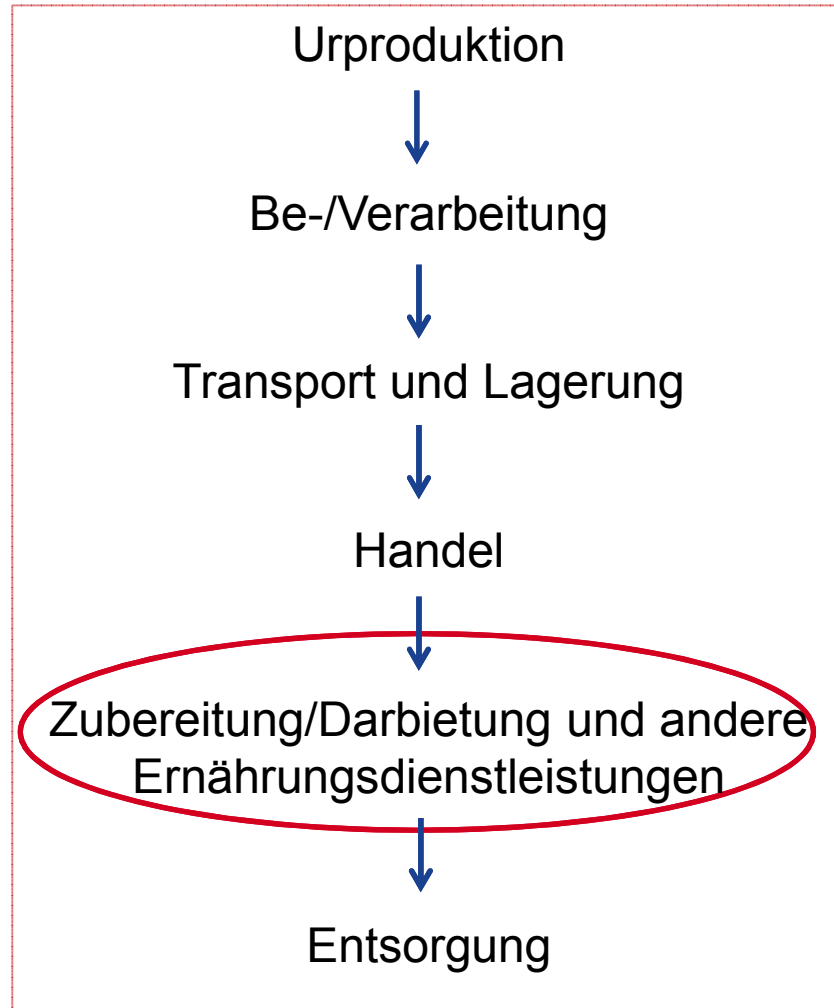 Urproduktion
Be-/Verarbeitung
Transport und Lagerung
Handel
Zubereitung/Darbietung und andere
Ernährungsdienstleistungen
Entsorgung